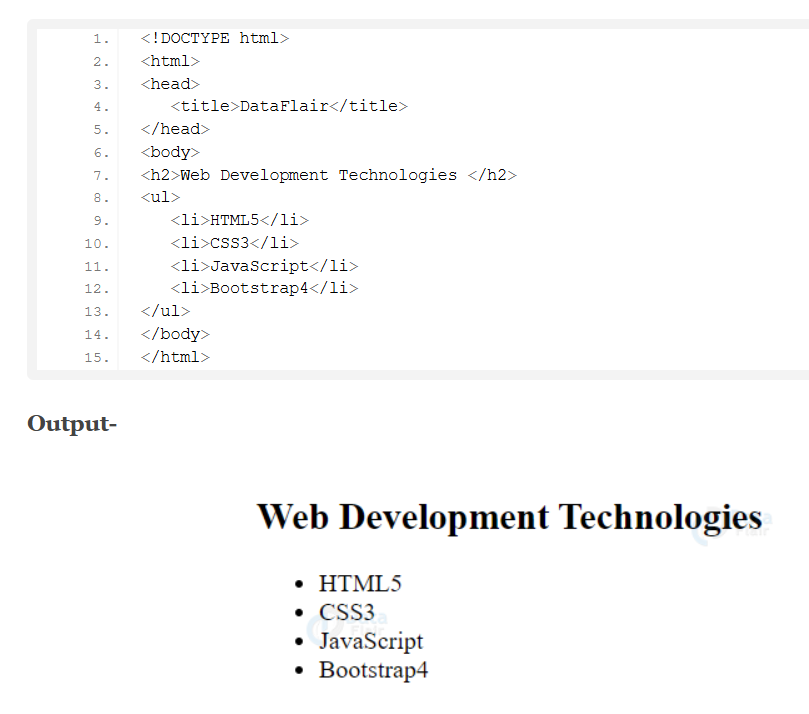 1. <!DOCTYPE html>
2. <html>
3. <head>
4. <title>DataFlair</title>
5. </head>
6. <body>
7. <h2>Web Development Technologies </h2>
8. <ul>
9. <li>HTML5</li>
10. <li>CSS3</li>
11. <li>JavaScript</li>
12. <li>Bootstrap4</li>
13. </ul>
14. </body>
15. </html>
Output-
Web Development Technologies
• HTML5
• CSS3
• JavaScript
• Bootstrap4